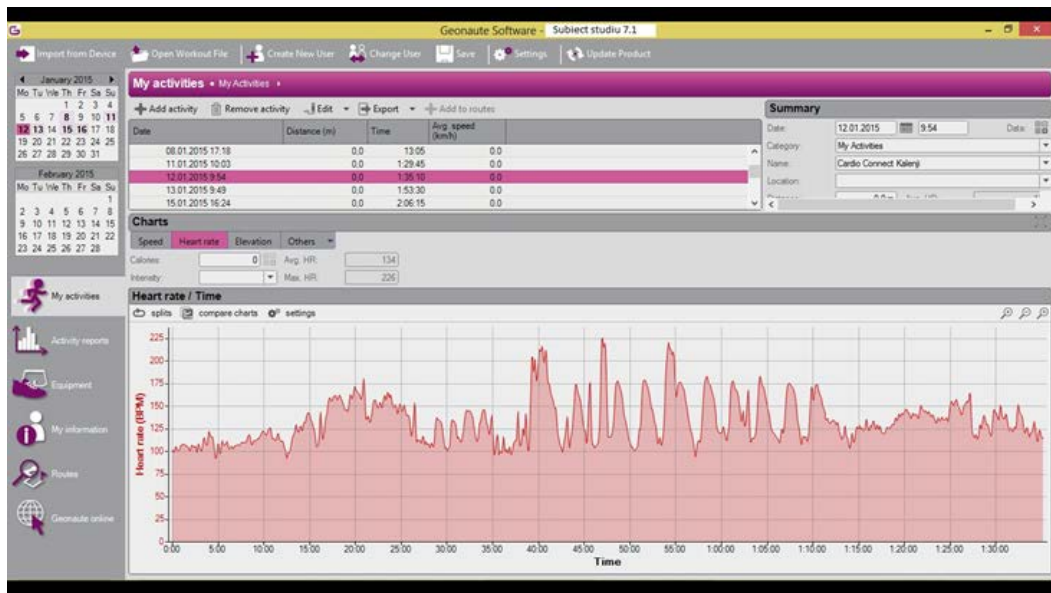 G Geonaute Software - Subiect studiu 7.1
Import from Device Open Workout File Create New User Change User Save Settings Update Product
January 2015
Mo Tu We Th Fr Sa Su
1 2 3 4
5 6 7 8 9 10 11
12 13 14 15 16 17 18
19 20 21 22 23 24 25
26 27 28 29 30 31
February 2015
Mo Tu We Th Fr Sa Su
1
2 3 4 5 6 7 8
9 10 11 12 13 14 15
16 17 18 19 20 21 22
23 24 25 26 27 28
My activities
Activity reports
Equipment
My information
Routes
Geonaute online
My activities • My Activities
Add activity Remove activity Edit Export Add to routes
Date Distance (m) Time Avg. speed (km/h)
08.01.2015 17:18 0,0 13:05 0.0
11.01.2015 10:03 0,0 1:29:45 0.0
12.01.2015 9:54 0,0 1:35:10 0.0
13.01.2015 9:49 0,0 1:53:30 0.0
15.01.2015 16:24 0,0 2:06:15 0.0
Summary
Date: 12.01.2015 9:54 Data:
Category: My Activities
Name: Cardio Connect Kalenji
Location:
Charts
Speed Heart rate Elevation Others
Calories: 0 Avg. HR: 134
Intensity: Max. HR: 226
Heart rate / Time
splits compare charts settings
Heart rate (BPM)
225
200
175
150
125
100
75
50
25
0
0:00 5:00 10:00 15:00 20:00 25:00 30:00 35:00 40:00 45:00 50:00 55:00 1:00:00 1:05:00 1:10:00 1:15:00 1:20:00 1:25:00 1:30:00
Time